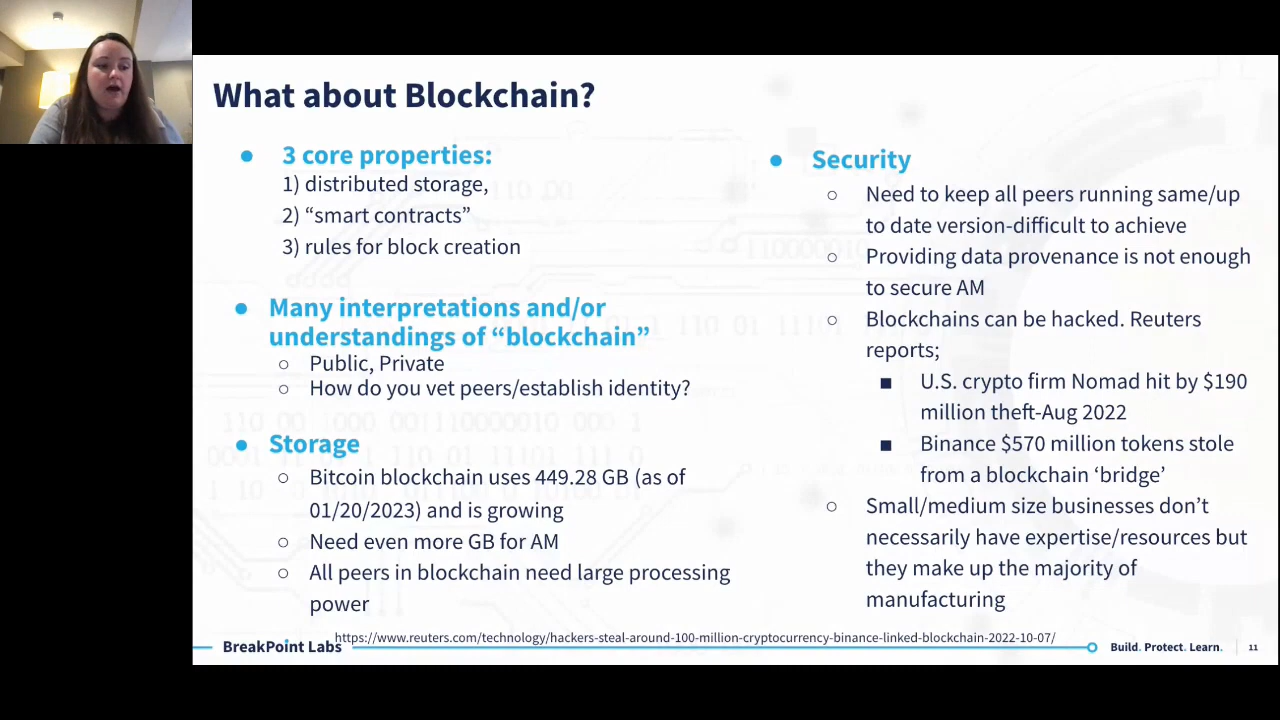 What about Blockchain?
● 3 core properties:
1) distributed storage,
2) “smart contracts”
3) rules for block creation
● Many interpretations and/or
understandings of “blockchain”
○ Public, Private
○ How do you vet peers/establish identity?
● Storage
○ Bitcoin blockchain uses 449.28 GB (as of
01/20/2023) and is growing
○ Need even more GB for AM
○ All peers in blockchain need large processing
power
● Security
○ Need to keep all peers running same/up
to date version-difficult to achieve
○ Providing data provenance is not enough
to secure AM
○ Blockchains can be hacked. Reuters
reports;
■ U.S. crypto firm Nomad hit by $190
million theft-Aug 2022
■ Binance $570 million tokens stole
from a blockchain ‘bridge’
○ Small/medium size businesses don’t
necessarily have expertise/resources but
they make up the majority of
manufacturing
https://www.reuters.com/technology/hackers-steal-around-100-million-cryptocurrency-binance-linked-blockchain-2022-10-07/
BreakPoint Labs
Build. Protect. Learn.
11